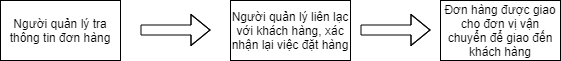 Người quản lý tra
thông tin đơn hàng
Người quản lý liên lạc
với khách hàng, xác
nhận lại việc đặt hàng
Đơn hàng được giao
cho đơn vị vận
chuyển để giao đến
khách hàng